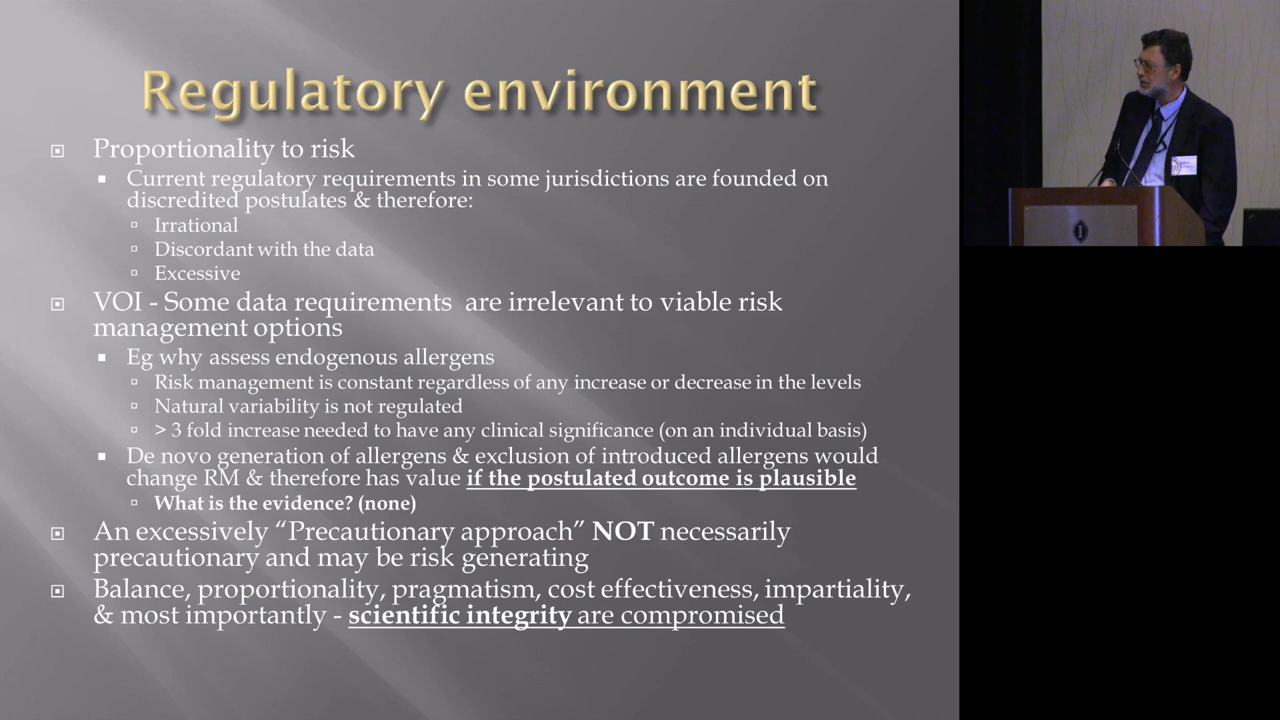 Regulatory environment
Proportionality to risk
Current regulatory requirements in some jurisdictions are founded on
discredited postulates & therefore:
Irrational
Discordant with the data
Excessive
VOI - Some data requirements are irrelevant to viable risk
management options
Eg why assess endogenous allergens
Risk management is constant regardless of any increase or decrease in the levels
Natural variability is not regulated
> 3 fold increase needed to have any clinical significance (on an individual basis)
De novo generation of allergens & exclusion of introduced allergens would
change RM & therefore has value if the postulated outcome is plausible
What is the evidence? (none)
An excessively “Precautionary approach” NOT necessarily
precautionary and may be risk generating
Balance, proportionality, pragmatism, cost effectiveness, impartiality,
& most importantly - scientific integrity are compromised